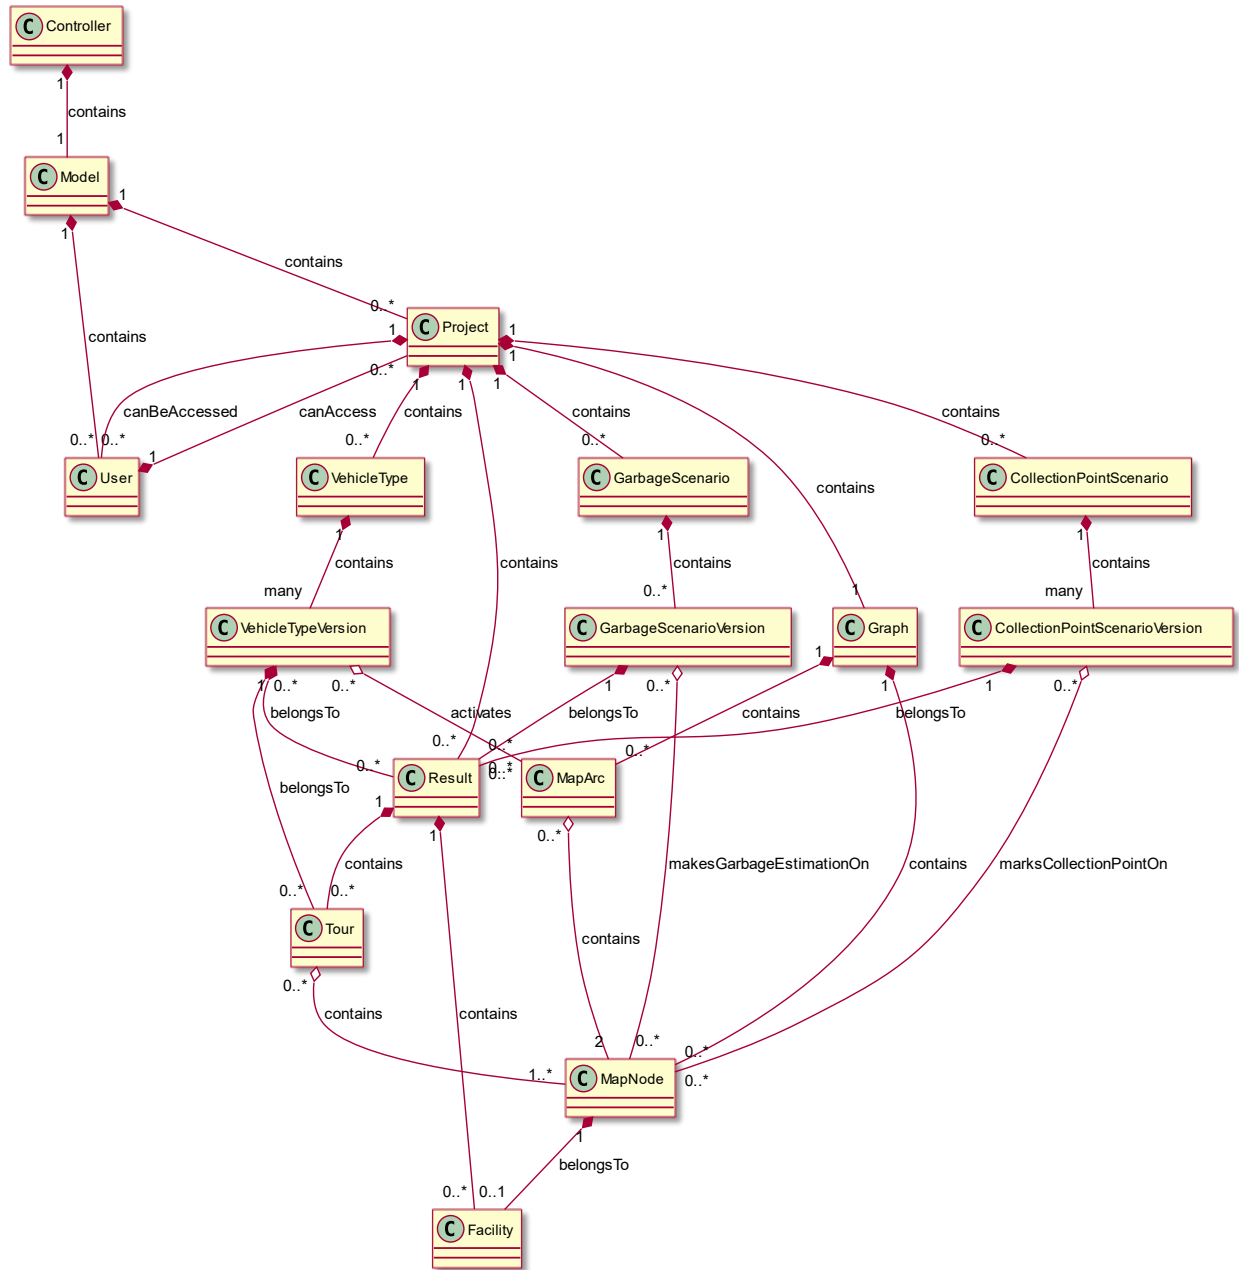 C Controller
1
contains
1
C Model
1
1
contains
0..*
contains
C Project
1
0..*
1
1
1
1
1
canBeAccessed
canAccess
contains
contains
contains
0..*
0..*
1
0..*
0..*
0..*
C User
C VehicleType
C GarbageScenario
C CollectionPointScenario
contains
contains
1
1
1
contains
contains
contains
many
0..*
1
many
C VehicleTypeVersion
C GarbageScenarioVersion
C Graph
C CollectionPointScenarioVersion
1
0..*
0..*
1
0..*
1
1
1
0..*
belongsTo
activates
belongsTo
contains
belongsTo
0..*
0..*
0..*
0..*
0..*
0..*
belongsTo
C Result
C MapArc
1
1
0..*
contains
makesGarbageEstimationOn
contains
marksCollectionPointOn
0..*
0..*
C Tour
contains
0..*
contains
contains
2
0..*
0..*
1..*
0..*
C MapNode
1
belongsTo
0..*
0..1
C Facility